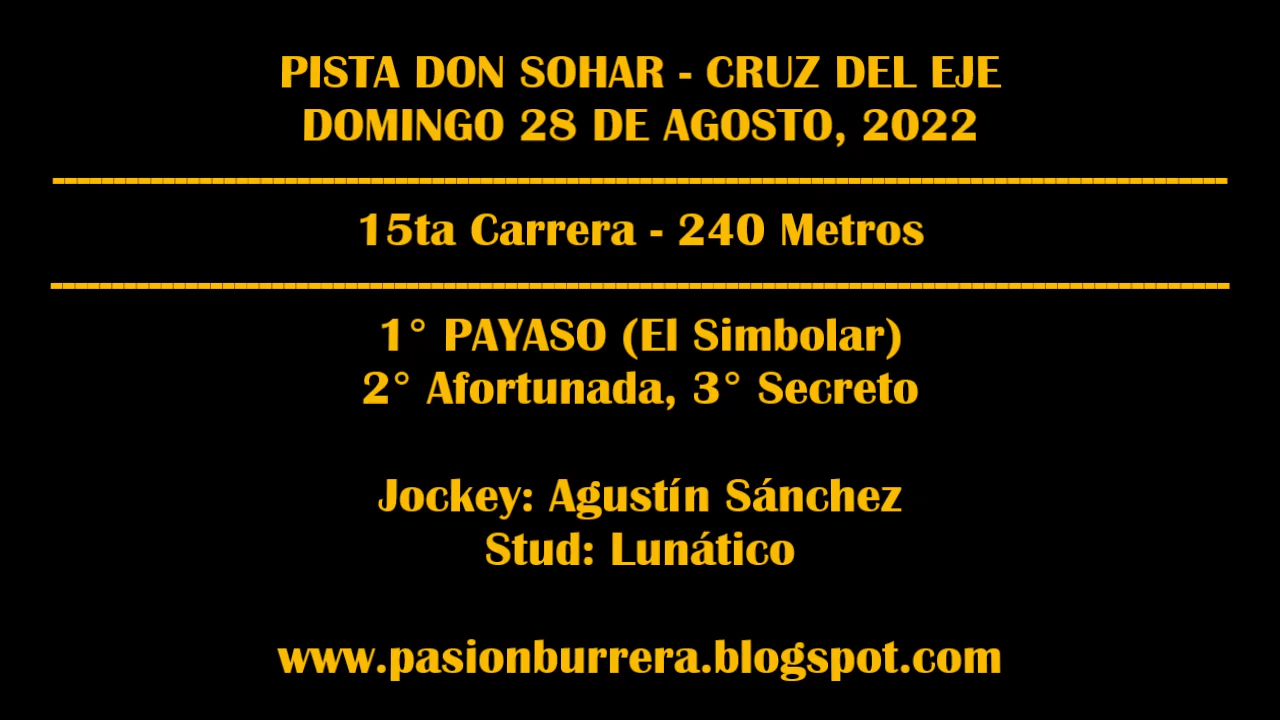 PISTA DON SOHAR - CRUZ DEL EJE
DOMINGO 28 DE AGOSTO, 2022
15ta Carrera - 240 Metros
1° PAYASO (El Simbolar)
2° Afortunada, 3° Secreto
Jockey: Agustín Sánchez
Stud: Lunático
www.pasionburrera.blogspot.com